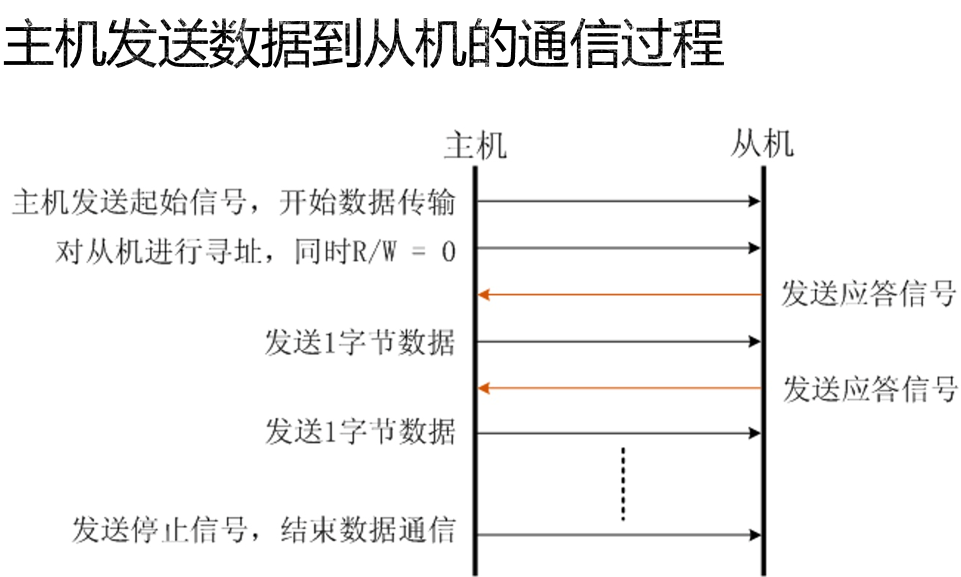 主机发送数据到从机的通信过程
主机
从机
主机发送起始信号，开始数据传输
对从机进行寻址，同时R/W = 0
发送应答信号
发送1字节数据
发送应答信号
发送1字节数据
发送停止信号，结束数据通信